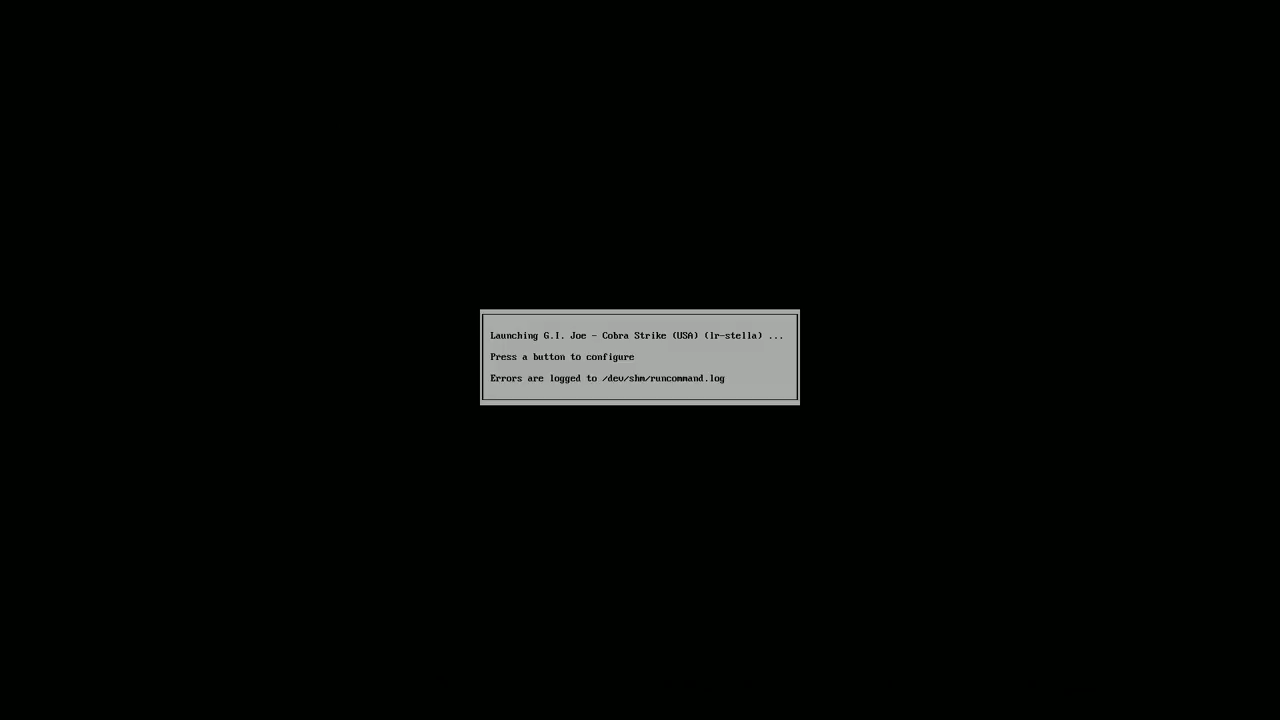 Launching G.I. Joe - Cobra Strike (USA) (lr-stella) ...
Press a button to configure
Errors are logged to /dev/shm/runcommand.log